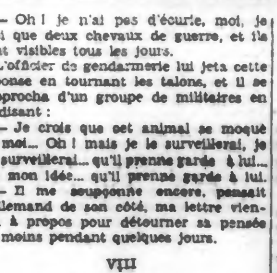 — Oh ! je n'ai pas d'écurie, moi, je
i que deux chevaux de guerre, et ils
nt visibles tous les jours.
L'officier de gendarmerie lui jeta cette
ponse en tournant les talons, et il se
pprocha d'un groupe de militaires en
disant :
— Je crois que cet animal se moque
moi... Oh ! mais je le surveillerai, je
surveillerai... qu'il prenne garde à lui...
mon idée... qu'il prenne garde à lui.
— Il me soupçonne encore, pensait
llemand de son côté, ma lettre vien-
à propos pour détourner sa pensée
moins pendant quelques jours.
VIII